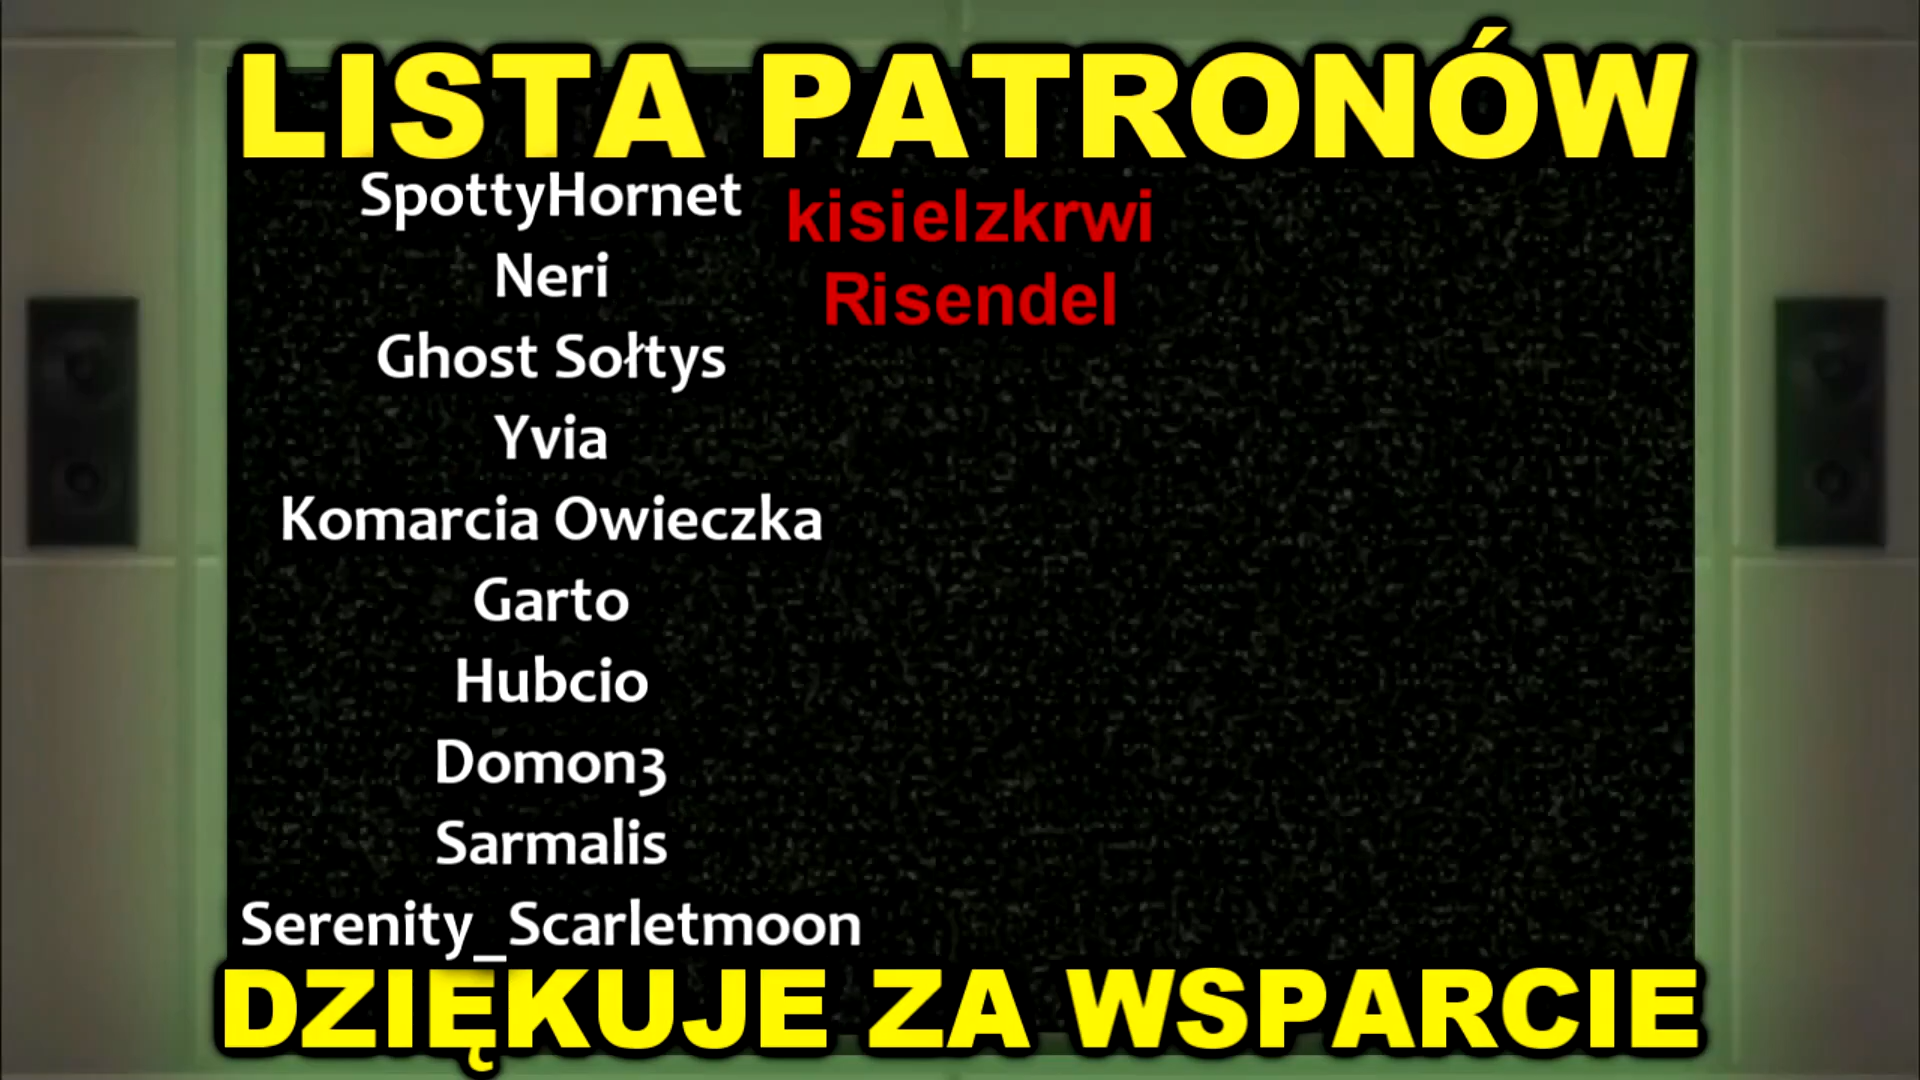 LISTA PATRONÓW
SpottyHornet
Neri
Ghost Sołtys
Yvia
Komarcia Owieczka
Garto
Hubcio
Domon3
Sarmalis
Serenity_Scarletmoon
kisielzkrwi
Risendel
DZIĘKUJE ZA WSPARCIE